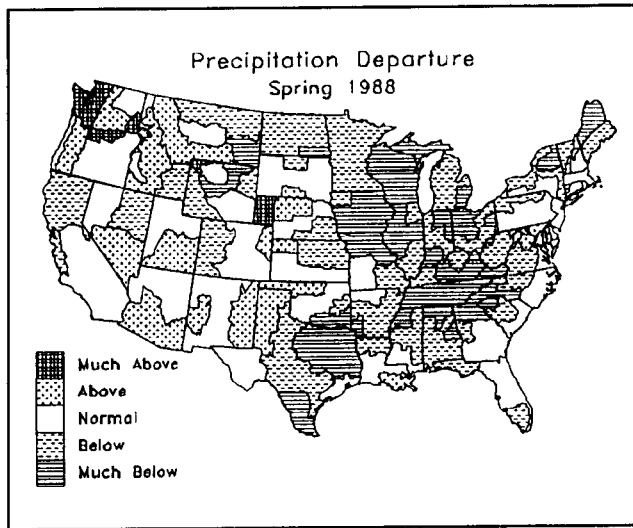 Precipitation Departure
Spring 1988
Much Above
Above
Normal
Below
Much Below